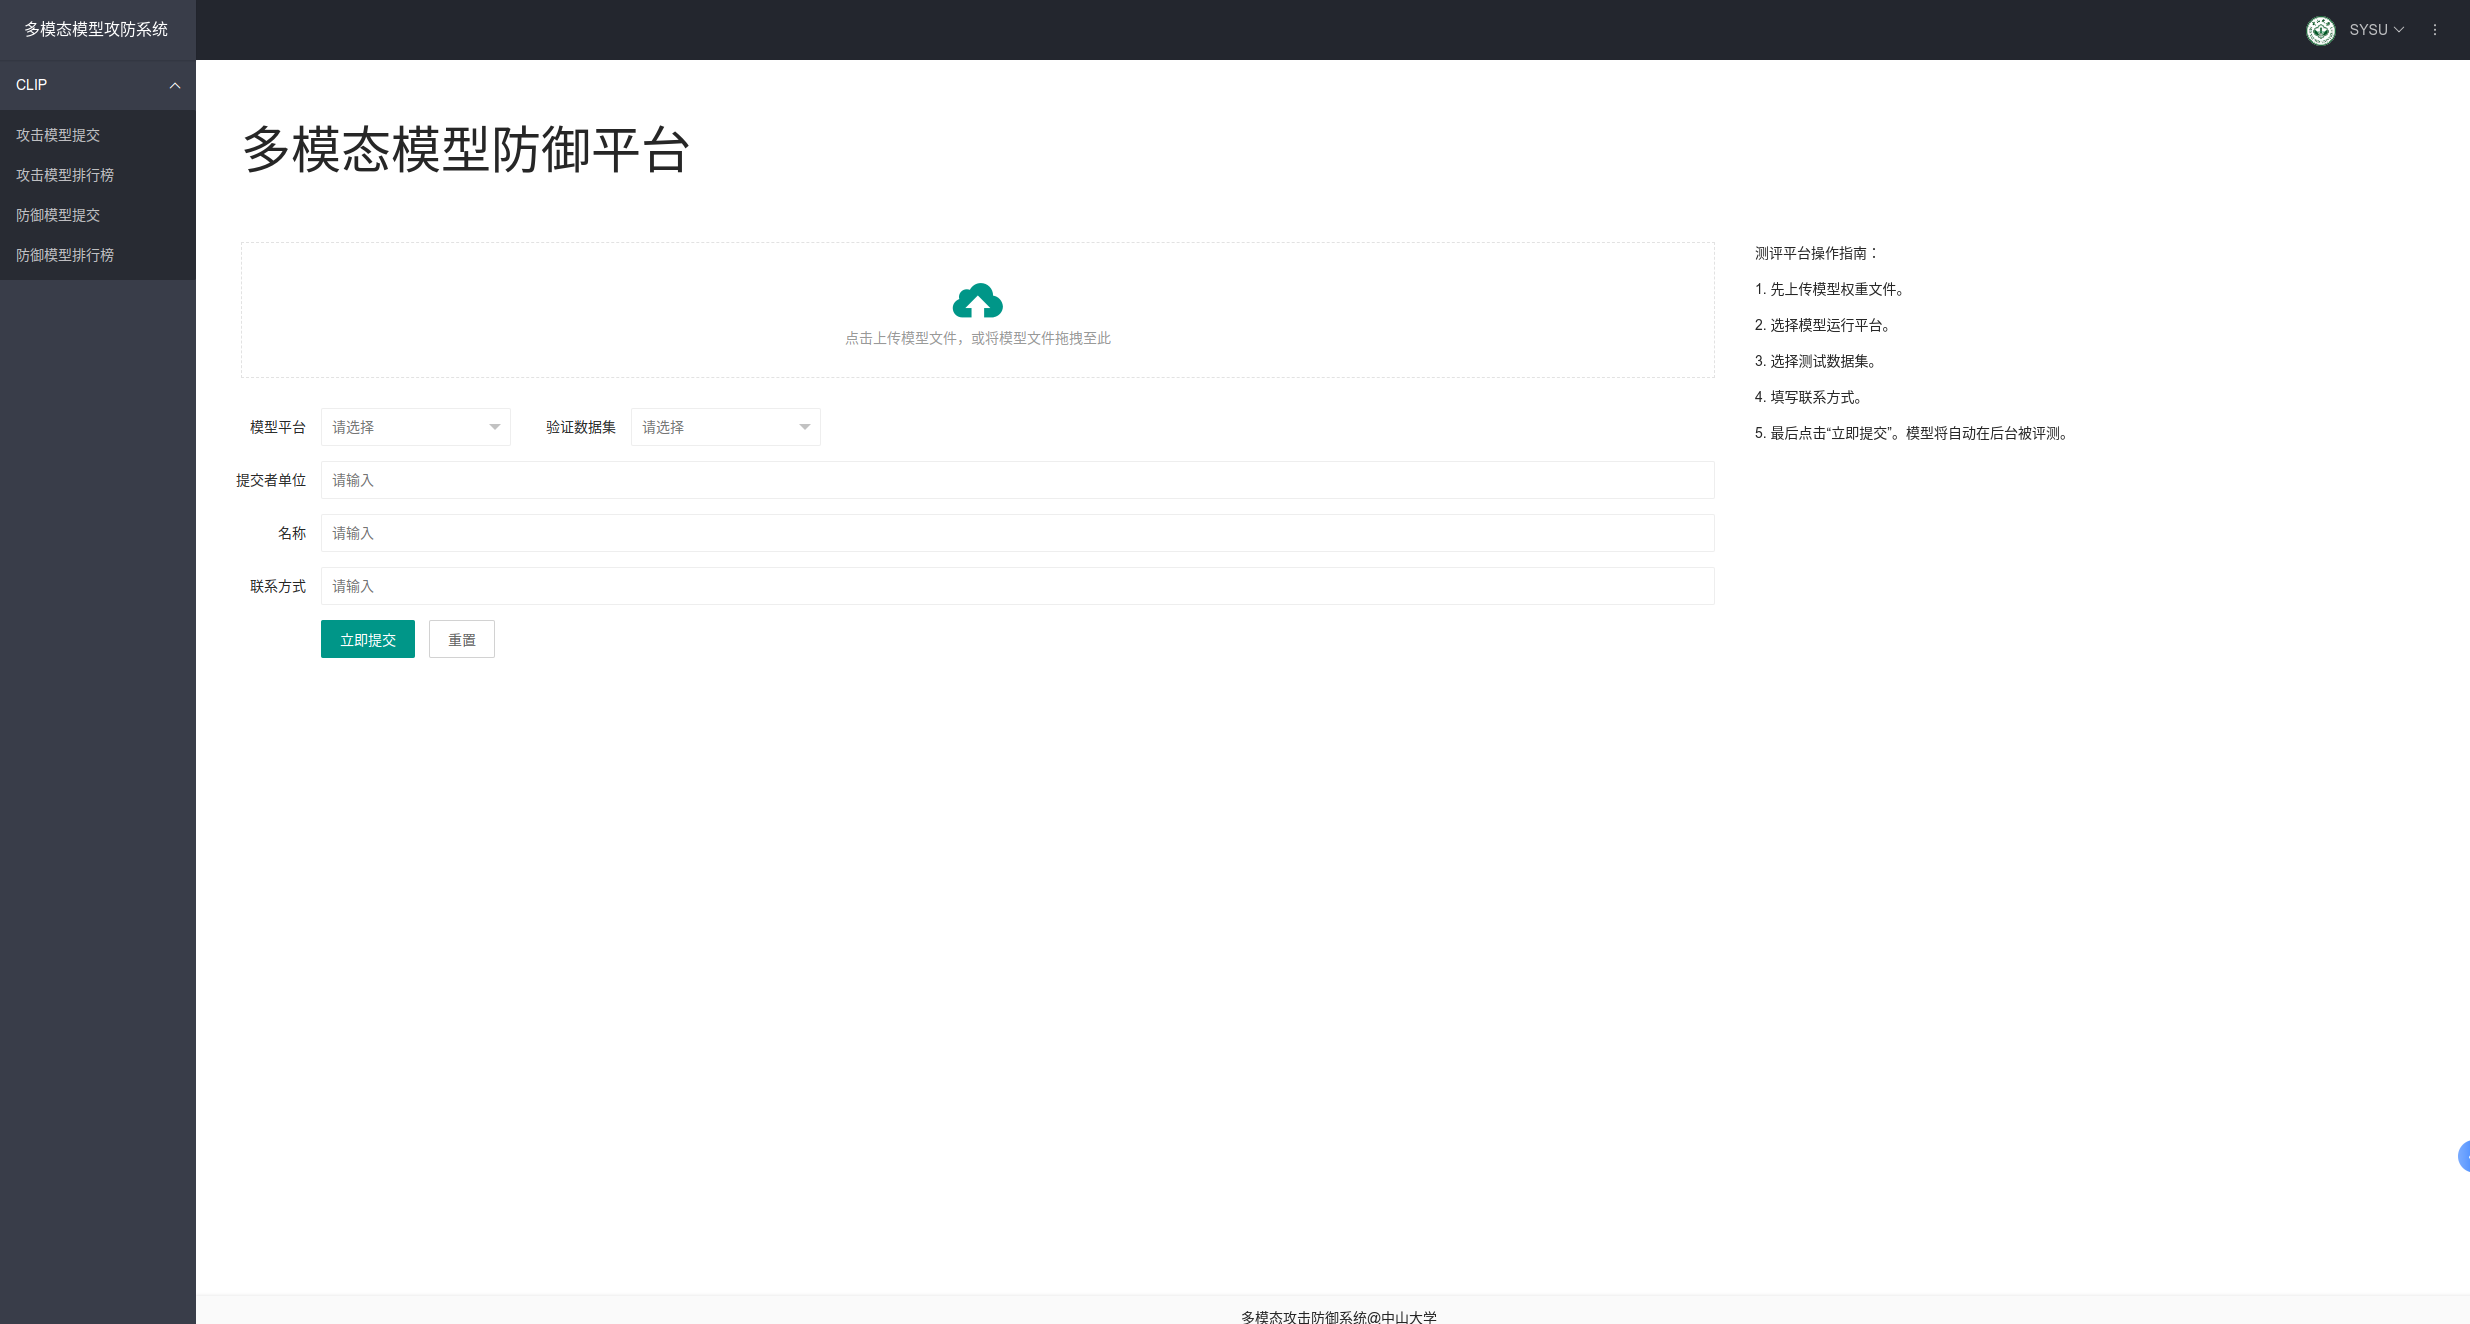 多模态模型攻防系统
SYSU
CLIP
攻击模型提交
攻击模型排行榜
防御模型提交
防御模型排行榜
多模态模型防御平台
点击上传模型文件，或将模型文件拖拽至此
模型平台 请选择 验证数据集 请选择
提交者单位 请输入
名称 请输入
联系方式 请输入
立即提交 重置
测评平台操作指南：
1. 先上传模型权重文件。
2. 选择模型运行平台。
3. 选择测试数据集。
4. 填写联系方式。
5. 最后点击“立即提交”。模型将自动在后台被评测。
多模态攻击防御系统@中山大学